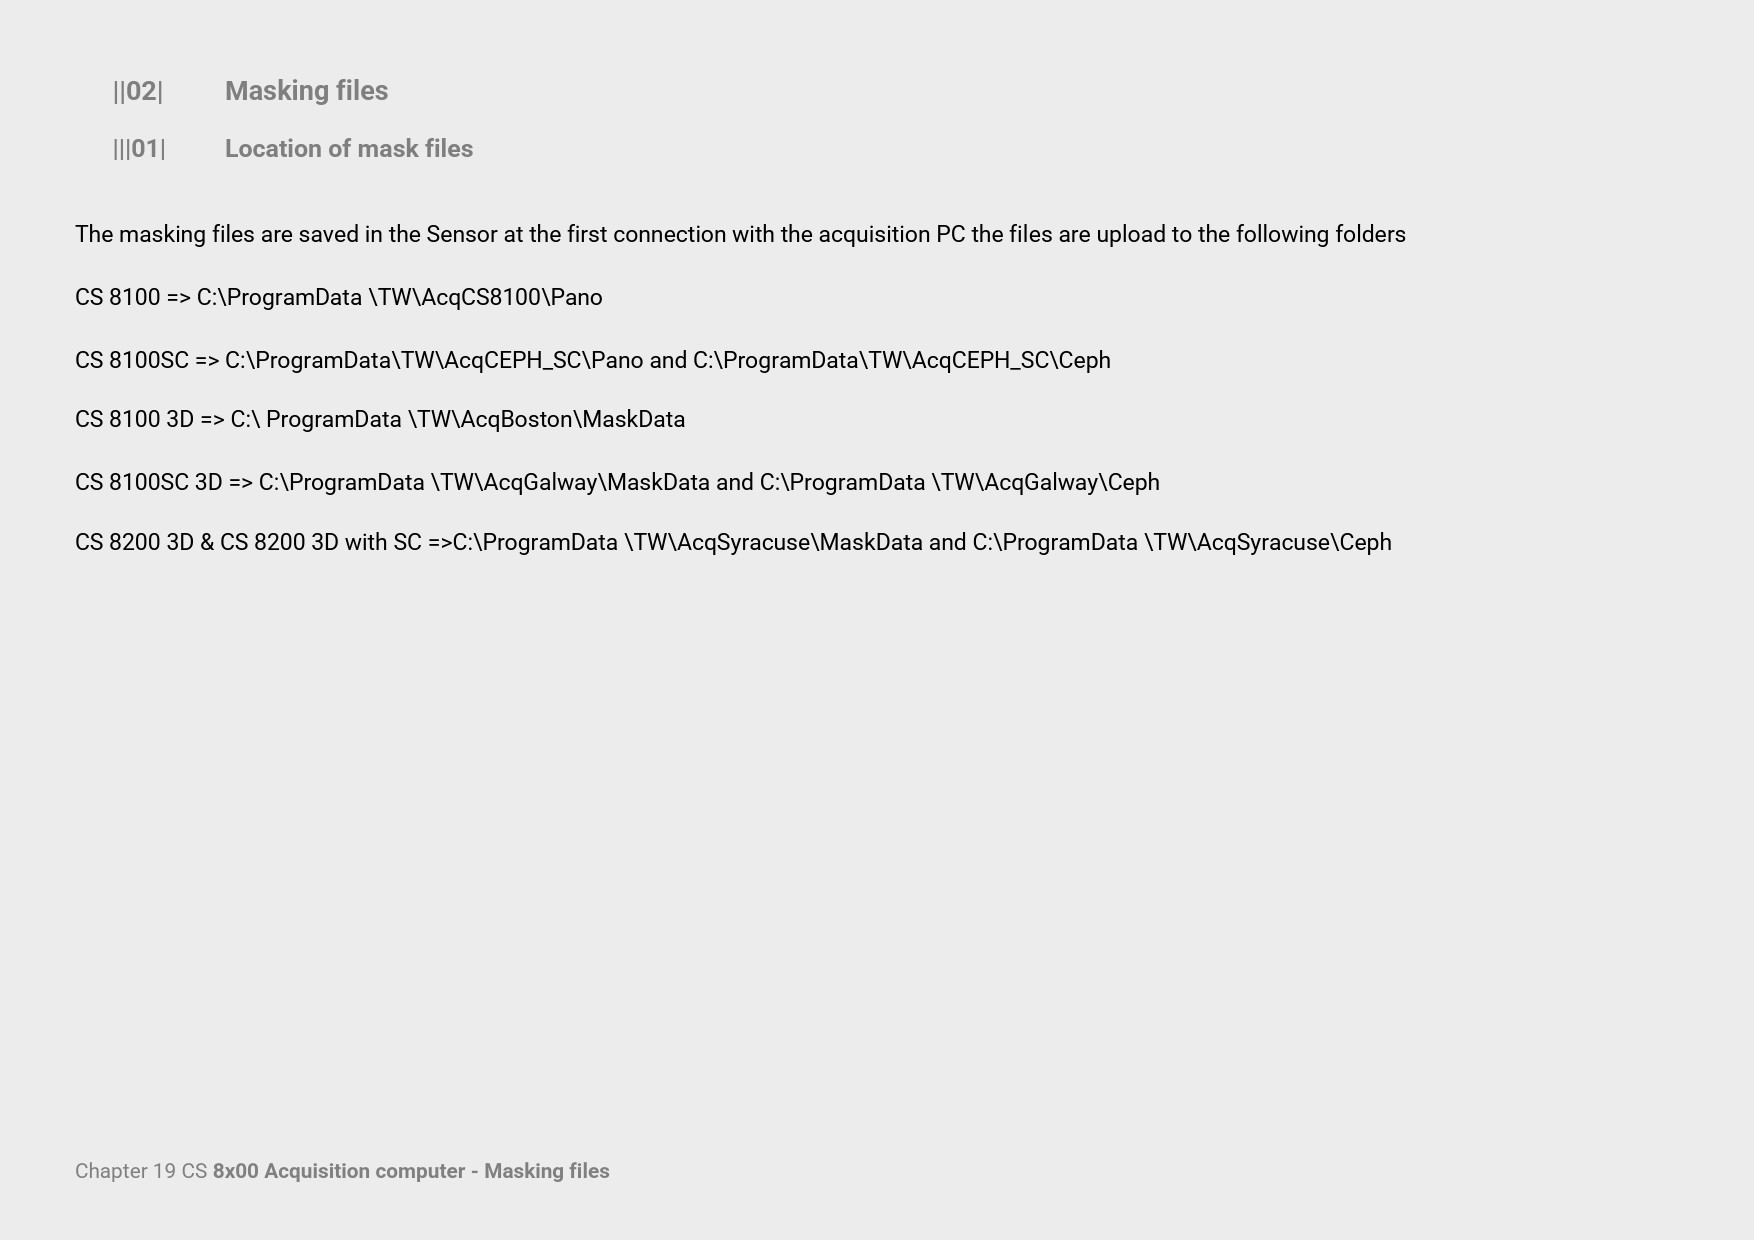 ||02| Masking files
|||01| Location of mask files
The masking files are saved in the Sensor at the first connection with the acquisition PC the files are upload to the following folders
CS 8100 => C:\ProgramData \TW\AcqCS8100\Pano
CS 8100SC => C:\ProgramData\TW\AcqCEPH_SC\Pano and C:\ProgramData\TW\AcqCEPH_SC\Ceph
CS 8100 3D => C:\ ProgramData \TW\AcqBoston\MaskData
CS 8100SC 3D => C:\ProgramData \TW\AcqGalway\MaskData and C:\ProgramData \TW\AcqGalway\Ceph
CS 8200 3D & CS 8200 3D with SC =>C:\ProgramData \TW\AcqSyracuse\MaskData and C:\ProgramData \TW\AcqSyracuse\Ceph
Chapter 19 CS 8x00 Acquisition computer - Masking files